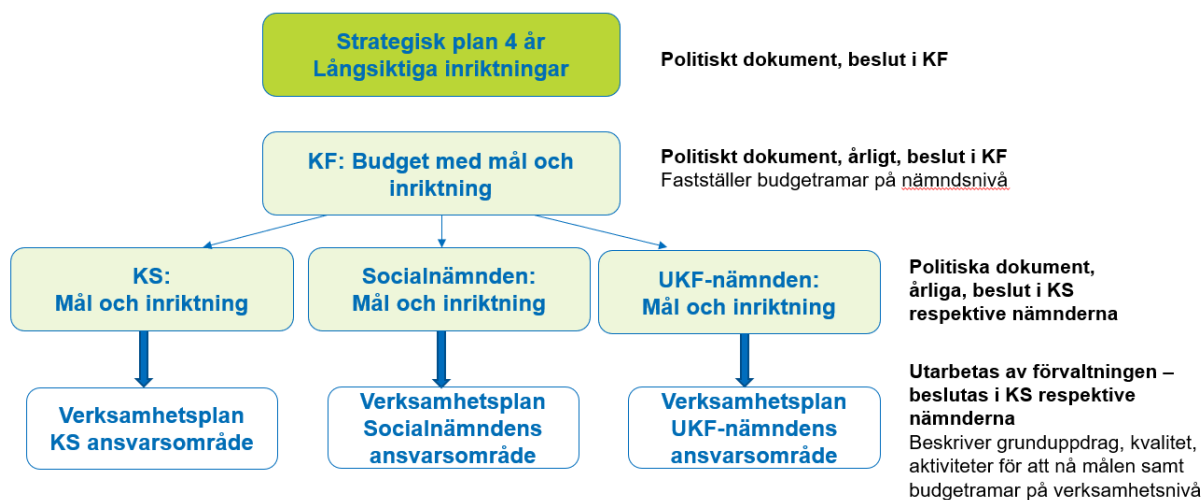 Strategisk plan 4 år
Långsiktiga inriktningar
Politiskt dokument, beslut i KF
KF: Budget med mål och
inriktning
Politiskt dokument, årligt, beslut i KF
Fastställer budgetramar på nämndsnivå
KS:
Mål och inriktning
Socialnämnden:
Mål och inriktning
UKF-nämnden:
Mål och inriktning
Politiska dokument,
årliga, beslut i KS
respektive nämnderna
Verksamhetsplan
KS ansvarsområde
Verksamhetsplan
Socialnämndens
ansvarsområde
Verksamhetsplan
UKF-nämndens
ansvarsområde
Utarbetas av förvaltningen –
beslutas i KS respektive
nämnderna
Beskriver grunduppdrag, kvalitet,
aktiviteter för att nå målen samt
budgetramar på verksamhetsnivå